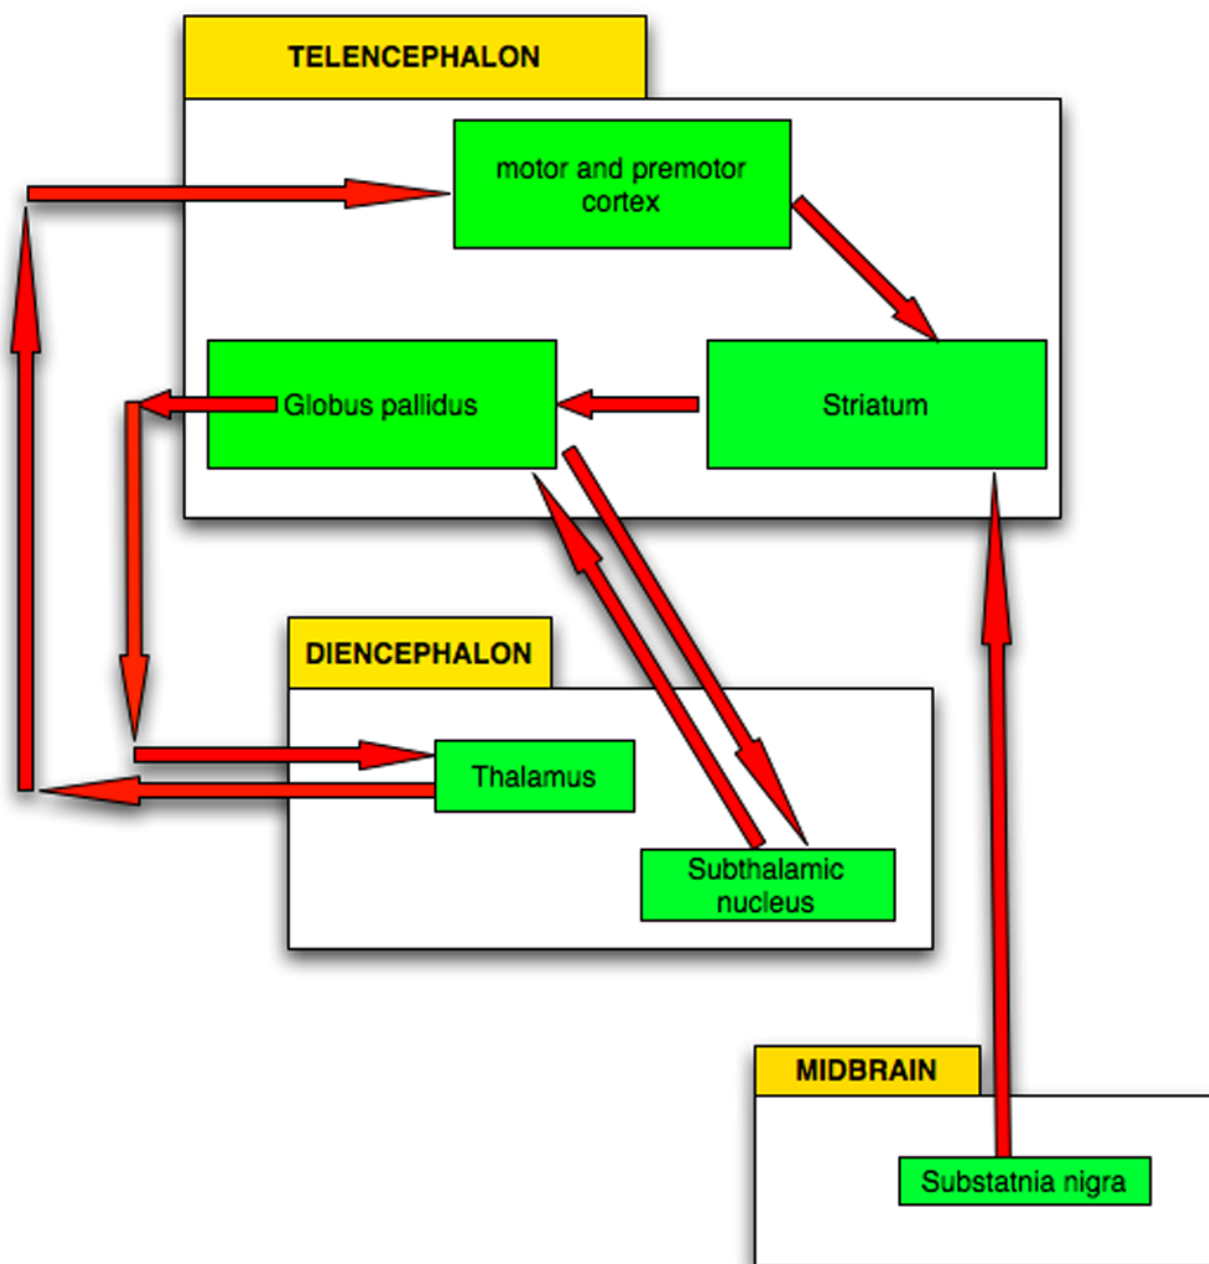 TELENCEPHALON
motor and premotor
cortex
Globus pallidus
Striatum
DIENCEPHALON
Thalamus
Subthalamic
nucleus
MIDBRAIN
Substatnia nigra